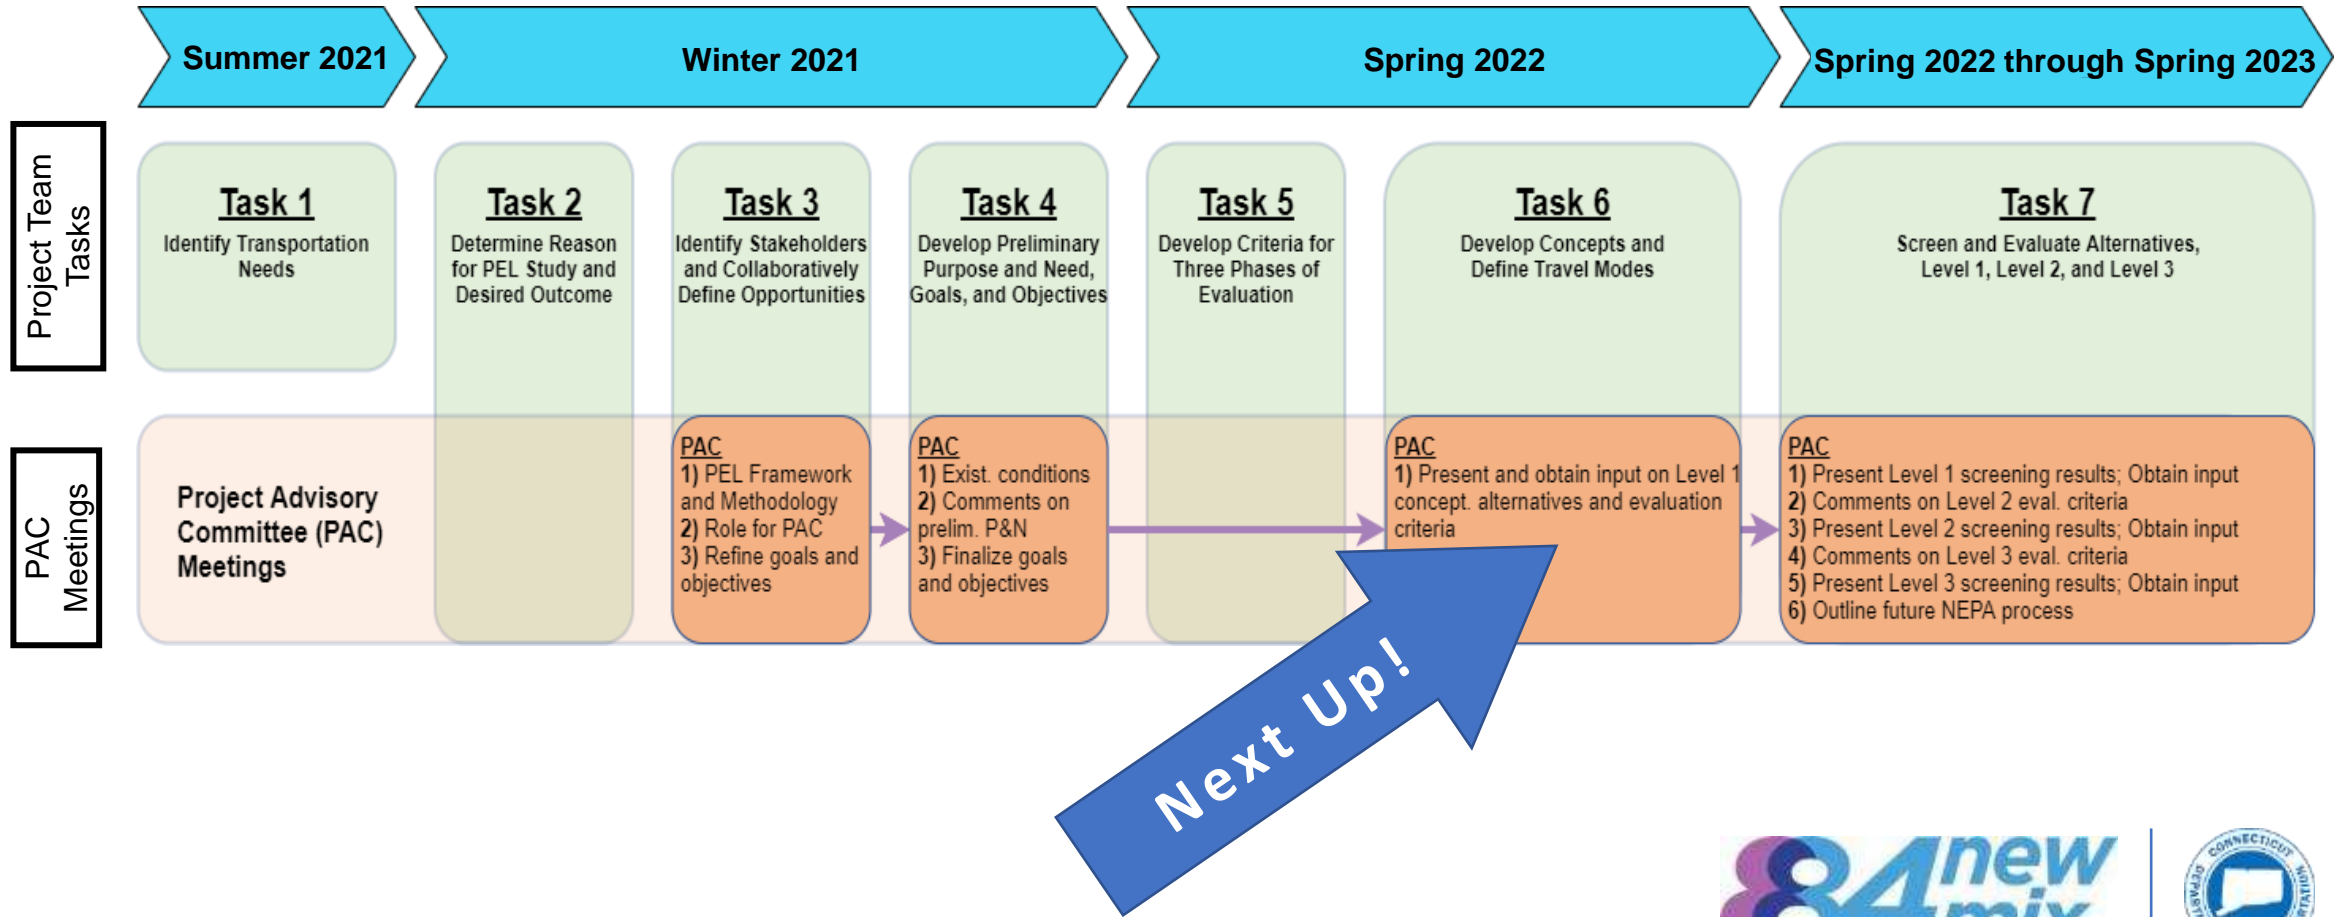 Summer 2021
Winter 2021
Spring 2022
Spring 2022 through Spring 2023
Project Team
Tasks
Task 1
Identify Transportation
Needs
Task 2
Determine Reason
for PEL Study and
Desired Outcome
Task 3
Identify Stakeholders
and Collaboratively
Define Opportunities
Task 4
Develop Preliminary
Purpose and Need,
Goals, and Objectives
Task 5
Develop Criteria for
Three Phases of
Evaluation
Task 6
Develop Concepts and
Define Travel Modes
Task 7
Screen and Evaluate Alternatives,
Level 1, Level 2, and Level 3
PAC
Meetings
Project Advisory
Committee (PAC)
Meetings
PAC
1) PEL Framework
and Methodology
2) Role for PAC
3) Refine goals and
objectives
PAC
1) Exist. conditions
2) Comments on
prelim. P&N
3) Finalize goals
and objectives
PAC
1) Present and obtain input on Level 1
concept. alternatives and evaluation
criteria
PAC
1) Present Level 1 screening results; Obtain input
2) Comments on Level 2 eval. criteria
3) Present Level 2 screening results; Obtain input
4) Comments on Level 3 eval. criteria
5) Present Level 3 screening results; Obtain input
6) Outline future NEPA process
Next Up!
84 new
mix
CONNECTICUT